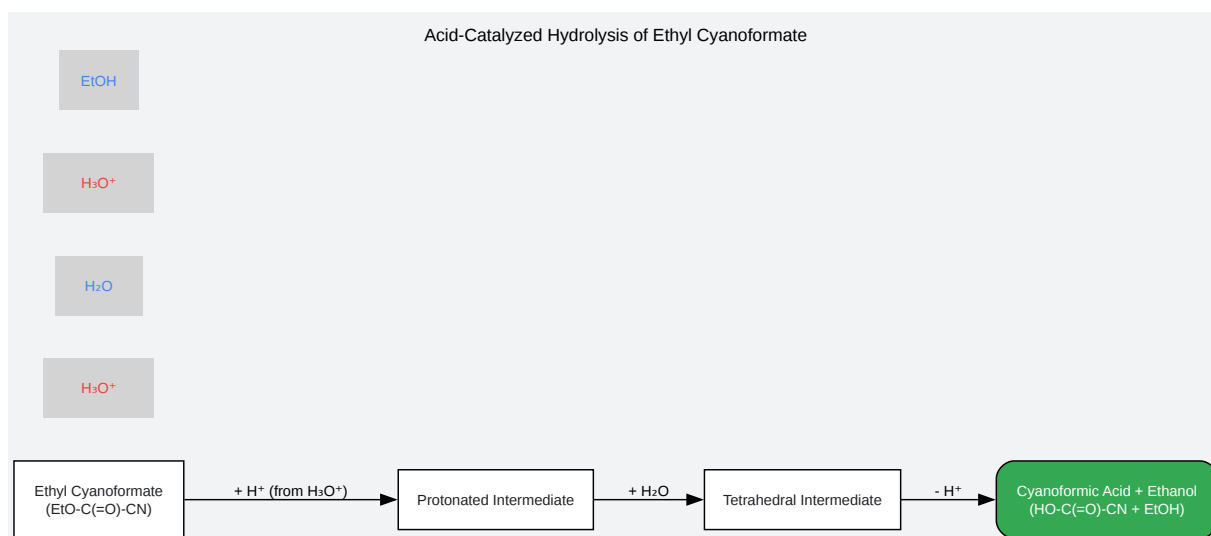 Acid-Catalyzed Hydrolysis of Ethyl Cyanoformate
EtOH
H₃O⁺
H₂O
H₃O⁺
Ethyl Cyanoformate
(EtO-C(=O)-CN)
+ H⁺ (from H₃O⁺)
Protonated Intermediate
+ H₂O
Tetrahedral Intermediate
- H⁺
Cyanoformic Acid + Ethanol
(HO-C(=O)-CN + EtOH)